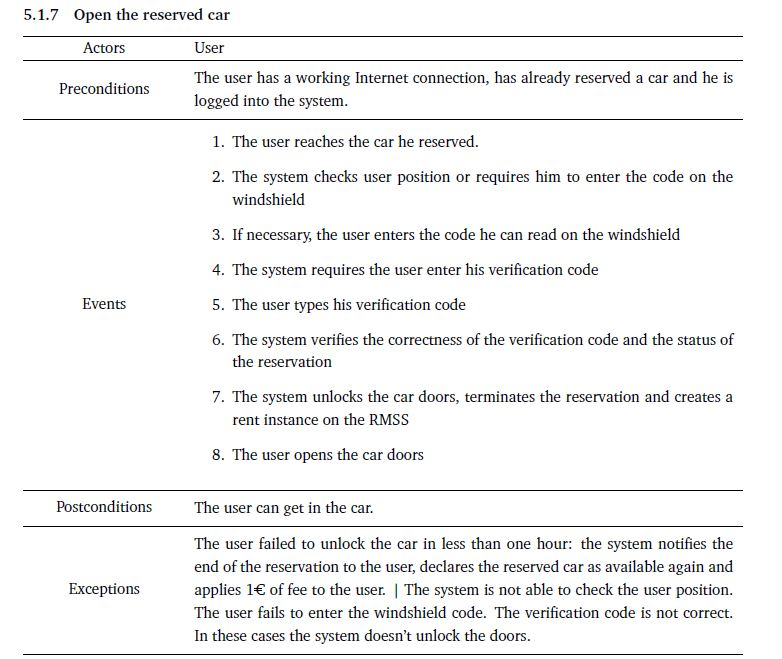 5.1.7 Open the reserved car
Actors User
Preconditions
The user has a working Internet connection, has already reserved a car and he is
logged into the system.
Events
1. The user reaches the car he reserved.
2. The system checks user position or requires him to enter the code on the
windshield
3. If necessary, the user enters the code he can read on the windshield
4. The system requires the user enter his verification code
5. The user types his verification code
6. The system verifies the correctness of the verification code and the status of
the reservation
7. The system unlocks the car doors, terminates the reservation and creates a
rent instance on the RMSS
8. The user opens the car doors
Postconditions The user can get in the car.
Exceptions
The user failed to unlock the car in less than one hour: the system notifies the
end of the reservation to the user, declares the reserved car as available again and
applies 1€ of fee to the user. | The system is not able to check the user position.
The user fails to enter the windshield code. The verification code is not correct.
In these cases the system doesn't unlock the doors.